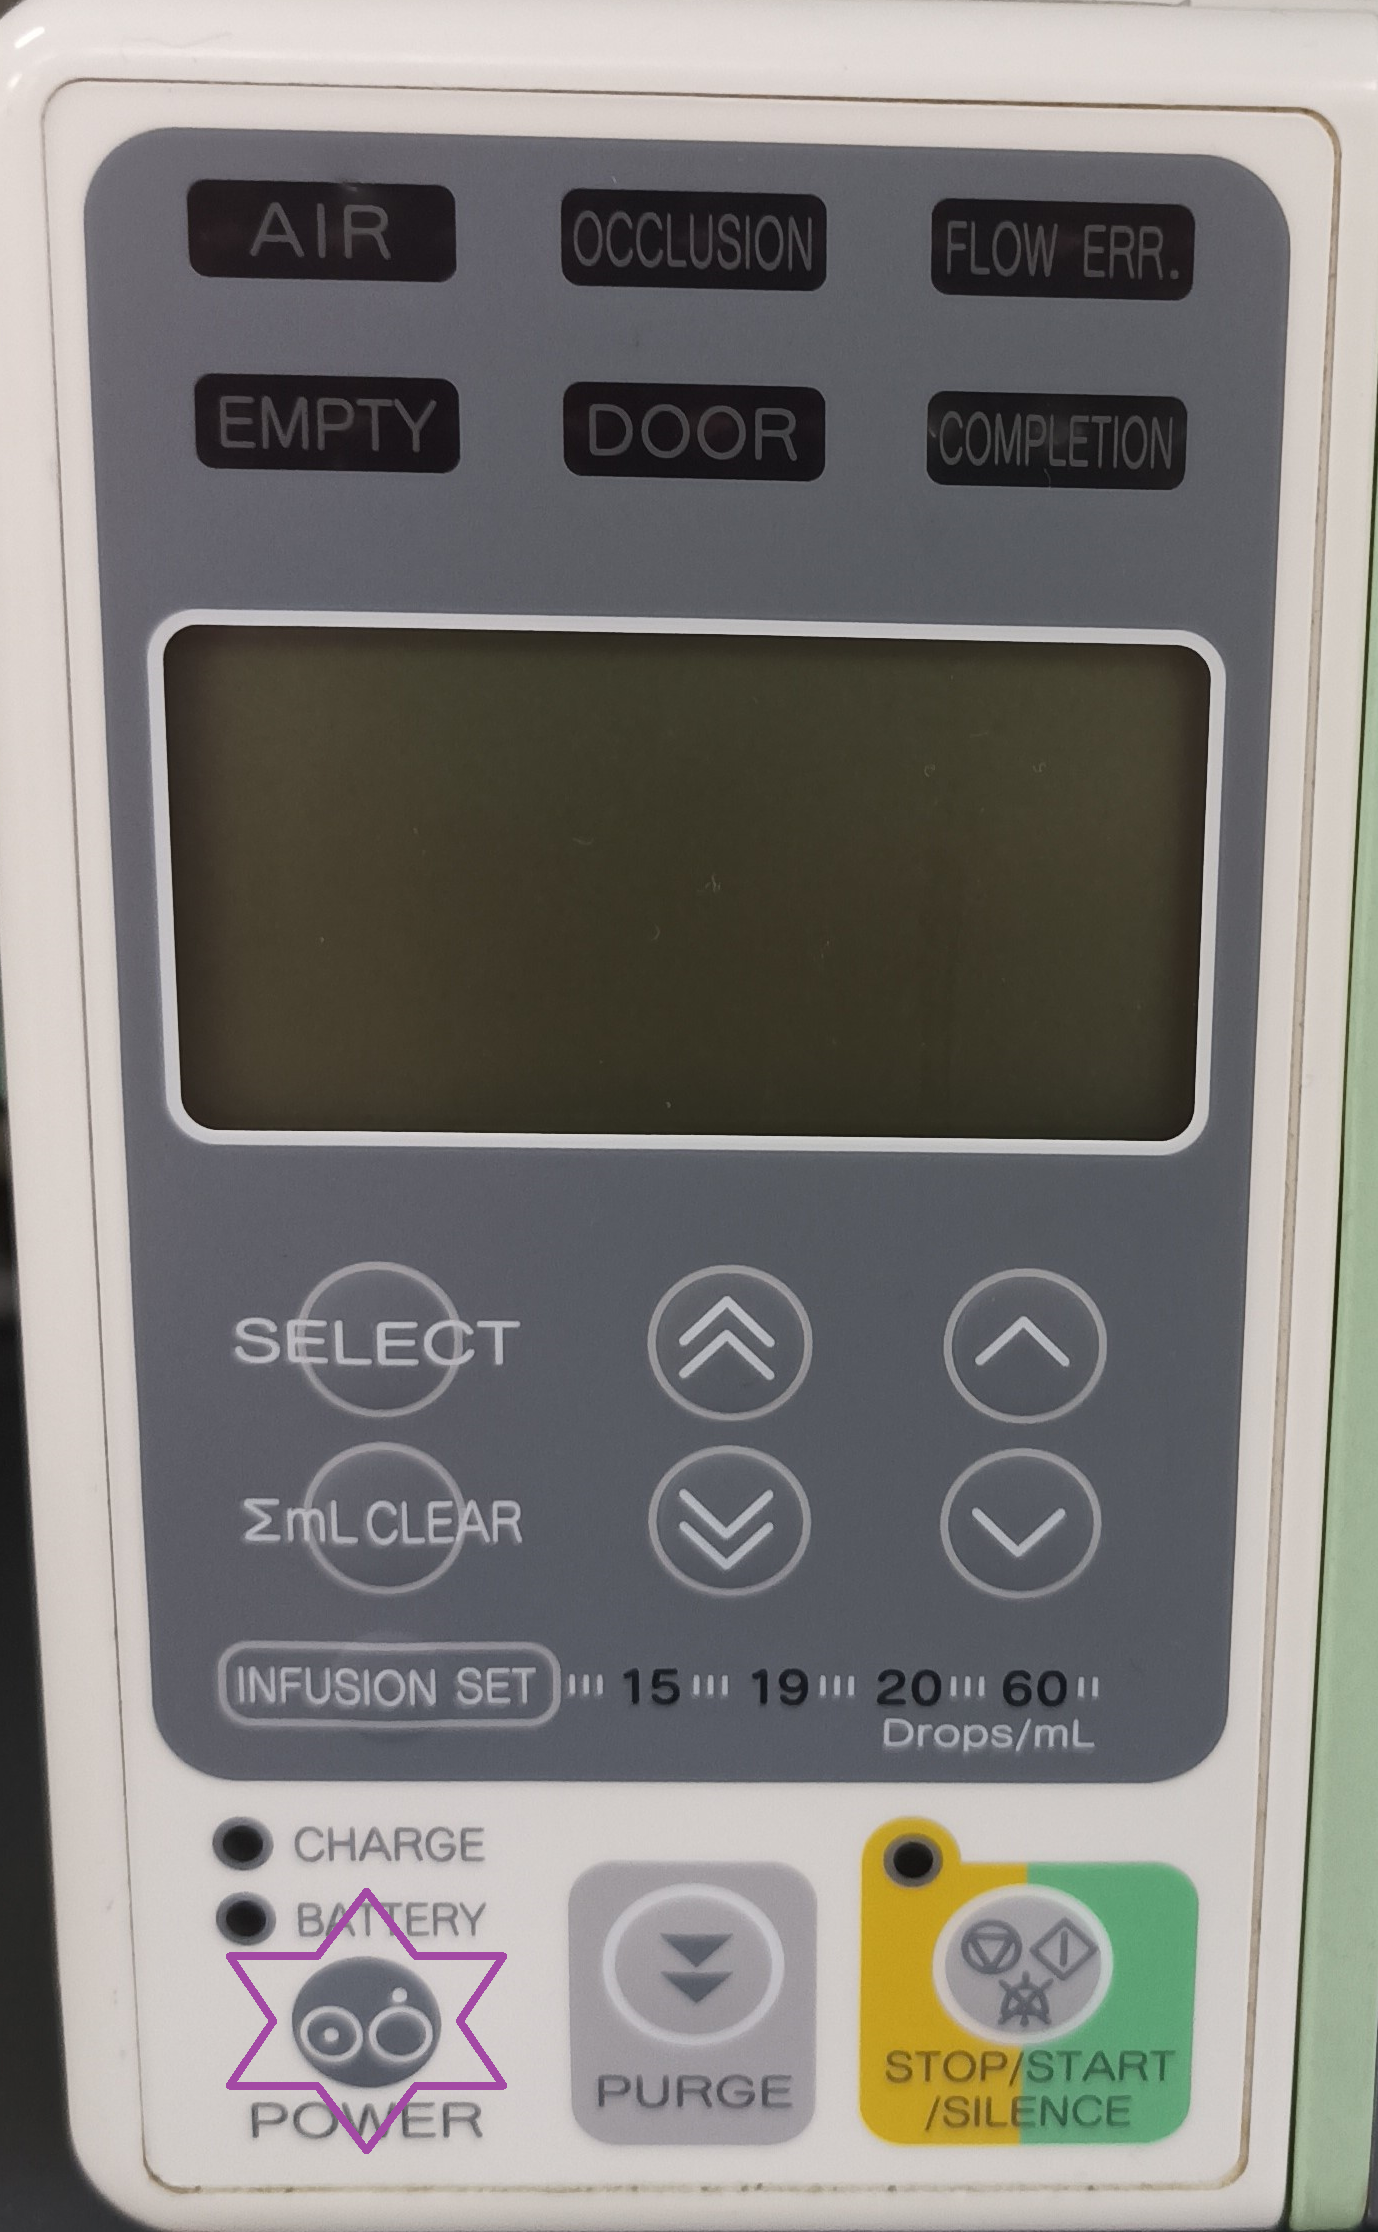 AIR OCCLUSION FLOW ERR.
EMPTY DOOR COMPLETION
SELECT
ΣmL CLEAR
INFUSION SET 15 19 20 60
Drops/mL
CHARGE
BATTERY
POWER
PURGE
STOP/START
/SILENCE